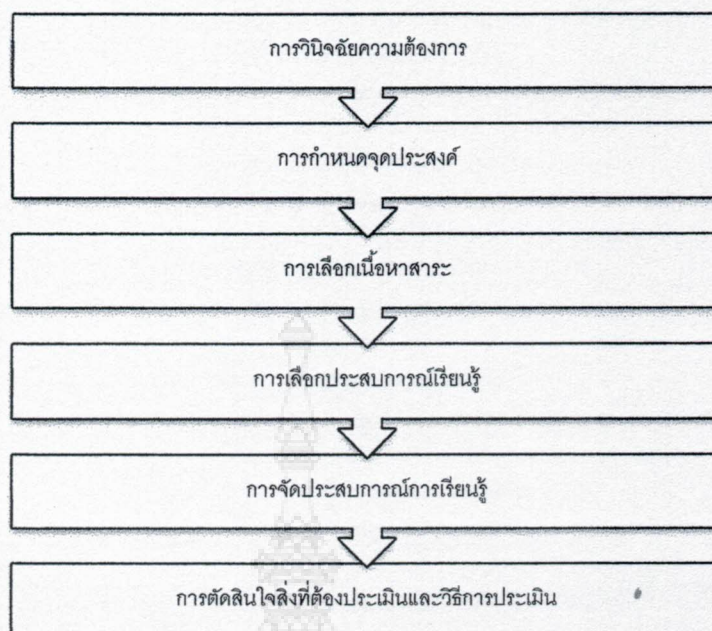 การวินิจฉัยความต้องการ
การกำหนดจุดประสงค์
การเลือกเนื้อหาสาระ
การเลือกประสบการณ์เรียนรู้
การจัดประสบการณ์การเรียนรู้
การตัดสินใจสิ่งที่ต้องประเมินและวิธีการประเมิน